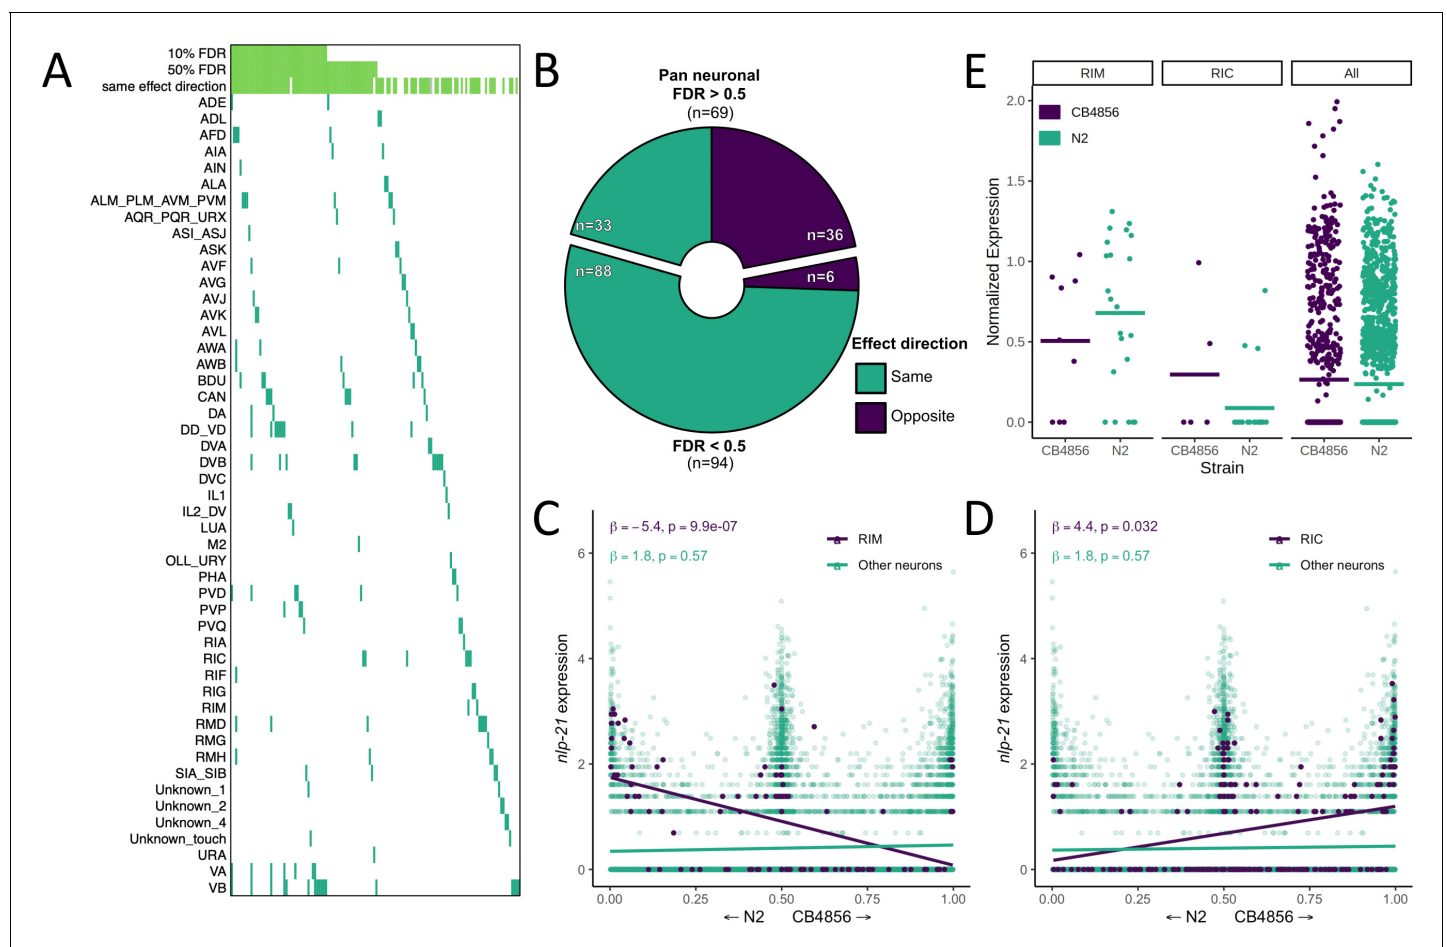 A
10% FDR
50% FDR
same effect direction
ADE
ADL
AFD
AIA
AIN
ALA
ALM_PLM_AVM_PVM
AQR_PQR_URX
ASI_ASJ
ASK
AVF
AVG
AVJ
AVK
AVL
AWA
AWB
BDU
CAN
DA
DD_VD
DVA
DVB
DVC
IL1
IL2_DV
LUA
M2
OLL_URY
PHA
PVD
PVP
PVQ
RIA
RIC
RIF
RIG
RIM
RMD
RMG
RMH
SIA_SIB
Unknown_1
Unknown_2
Unknown_4
Unknown_touch
URA
VA
VB
B
Pan neuronal
FDR > 0.5
(n=69)
n=33
n=36
n=88
n=6
Effect direction
Same
Opposite
FDR < 0.5
(n=94)
E
RIM RIC All
CB4856
N2
Normalized Expression
2.0
1.5
1.0
0.5
0.0
CB4856 N2 CB4856 N2 CB4856 N2
Strain
C
β = −5.4, p = 9.9e-07
β = 1.8, p = 0.57
a RIM
a Other neurons
nlp-21 expression
6
4
2
0
0.00 0.25 0.50 0.75 1.00
← N2 CB4856 →
D
β = 4.4, p = 0.032
β = 1.8, p = 0.57
a RIC
a Other neurons
nlp-21 expression
6
4
2
0
0.00 0.25 0.50 0.75 1.00
← N2 CB4856 →